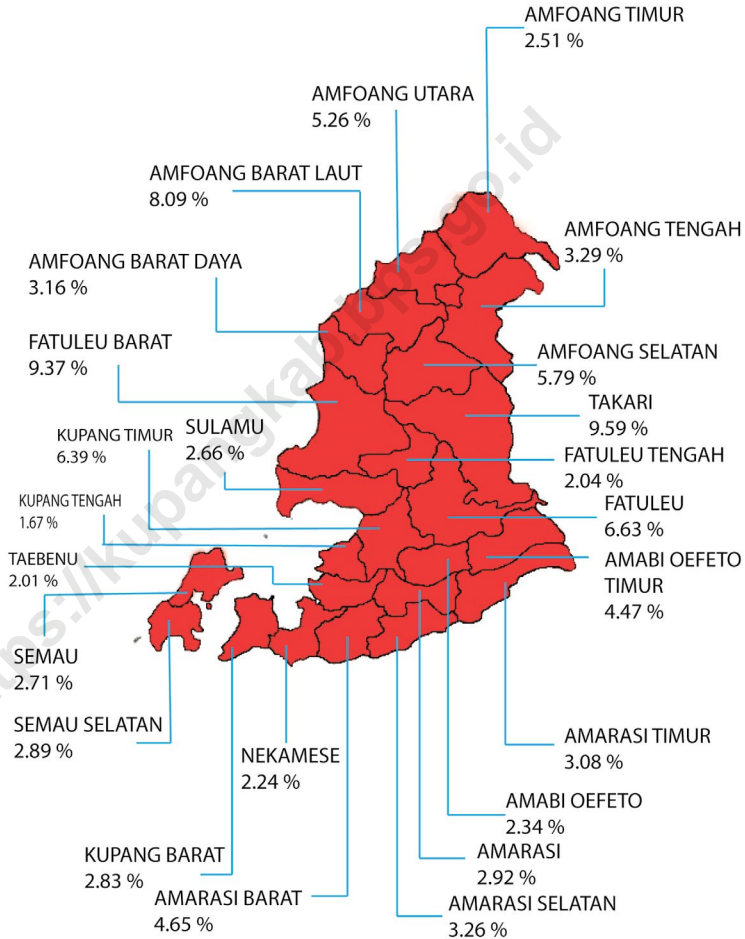 AMFOANG TIMUR
2.51 %
AMFOANG UTARA
5.26 %
AMFOANG BARAT LAUT
8.09 %
AMFOANG TENGAH
3.29 %
AMFOANG BARAT DAYA
3.16 %
FATULEU BARAT
9.37 %
AMFOANG SELATAN
5.79 %
TAKARI
9.59 %
SULAMU
2.66 %
KUPANG TIMUR
6.39 %
FATULEU TENGAH
2.04 %
KUPANG TENGAH
1.67 %
FATULEU
6.63 %
TAEBENU
2.01 %
AMABI OEFETO
TIMUR
4.47 %
SEMAU
2.71 %
SEMAU SELATAN
2.89 %
NEKAMESE
2.24 %
AMARASI TIMUR
3.08 %
AMABI OEFETO
2.34 %
KUPANG BARAT
2.83 %
AMARASI
2.92 %
AMARASI BARAT
4.65 %
AMARASI SELATAN
3.26 %
https://kupangkab.bps.go.id